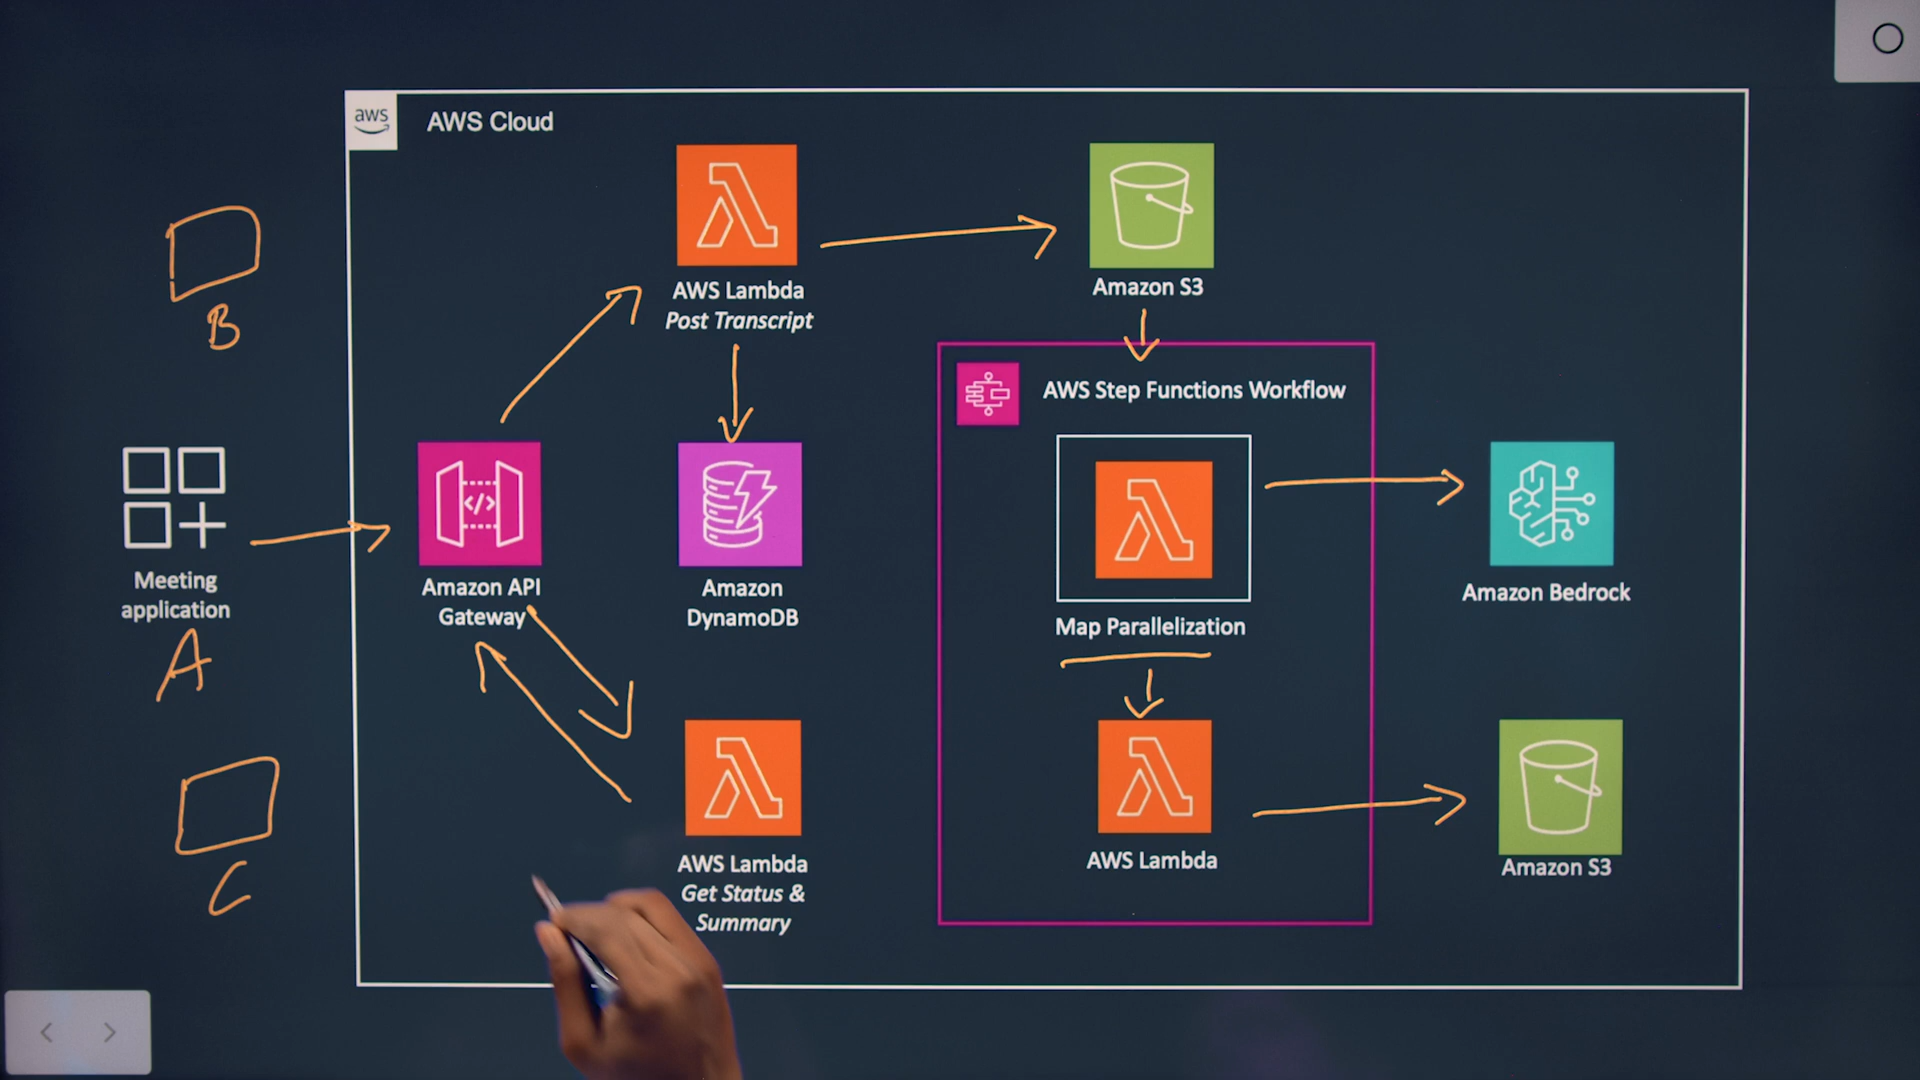 aws
AWS Cloud
AWS Lambda
Post Transcript
Amazon S3
B
AWS Step Functions Workflow
Meeting
application
A
</>
Amazon API
Gateway
Amazon
DynamoDB
Map Parallelization
Amazon Bedrock
C
AWS Lambda
Get Status &
Summary
AWS Lambda
Amazon S3